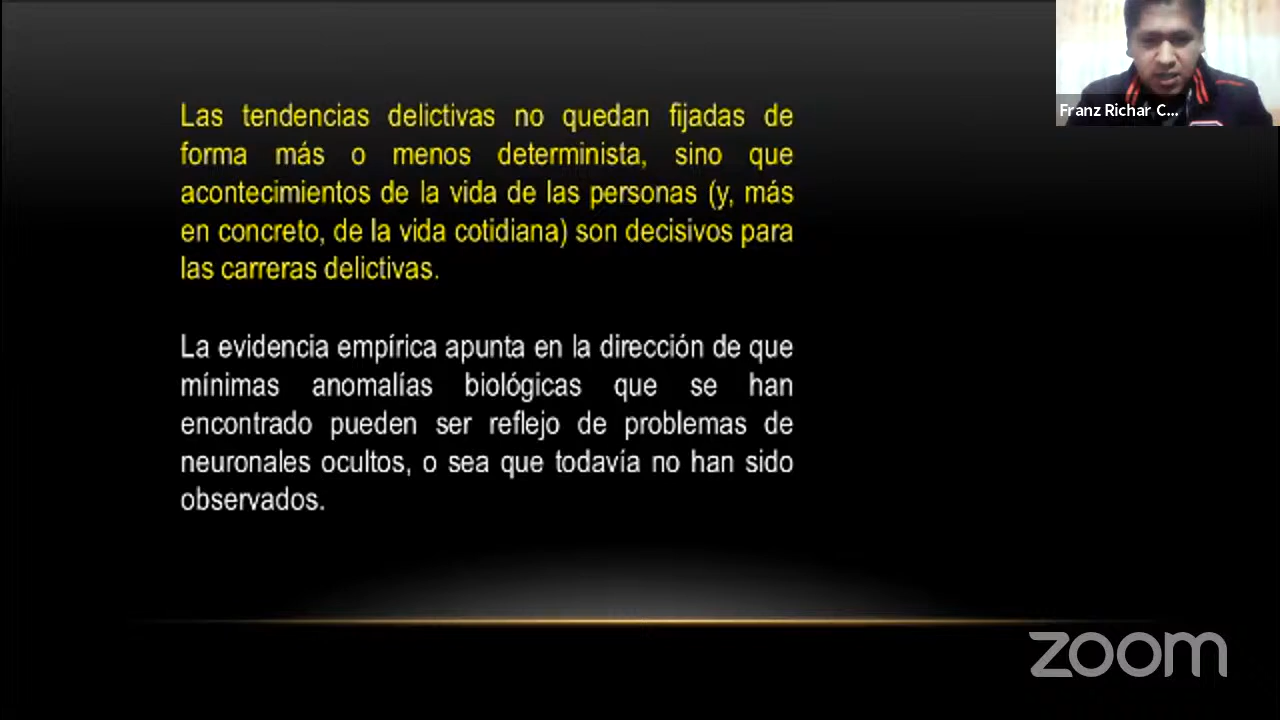 Franz Richar C...
Las tendencias delictivas no quedan fijadas de
forma más o menos determinista, sino que
acontecimientos de la vida de las personas (y, más
en concreto, de la vida cotidiana) son decisivos para
las carreras delictivas.
La evidencia empírica apunta en la dirección de que
mínimas anomalías biológicas que se han
encontrado pueden ser reflejo de problemas de
neuronales ocultos, o sea que todavía no han sido
observados.
zoom